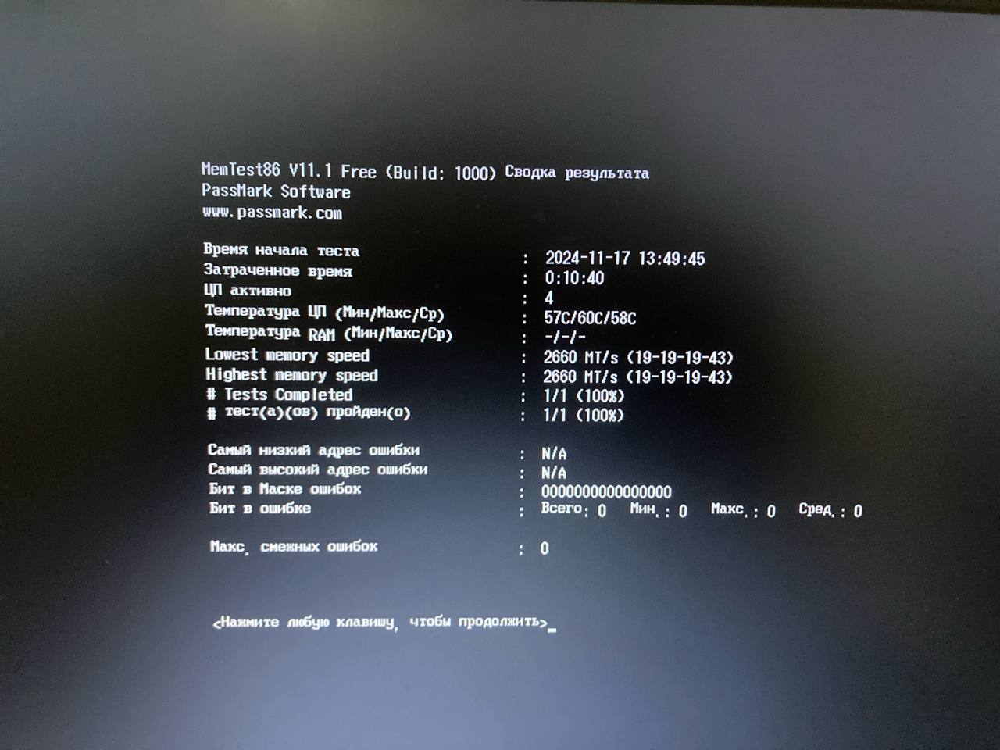 MemTest86 V11.1 Free (Build: 1000) Сводка результата
PassMark Software
www.passmark.com
Время начала теста : 2024-11-17 13:49:45
Затраченное время : 0:10:40
ЦП активно : 4
Температура ЦП (Мин/Макс/Ср) : 57C/60C/58C
Температура RAM (Мин/Макс/Ср) : -/-/-
Lowest memory speed : 2660 MT/s (19-19-19-43)
Highest memory speed : 2660 MT/s (19-19-19-43)
# Tests Completed : 1/1 (100%)
# тест(а)(ов) пройден(о) : 1/1 (100%)
Самый низкий адрес ошибки : N/A
Самый высокий адрес ошибки : N/A
Бит в Маске ошибок : 0000000000000000
Бит в ошибке : Всего: 0 Мин.: 0 Макс.: 0 Сред.: 0
Макс. смежных ошибок : 0
<Нажмите любую клавишу, чтобы продолжить>_